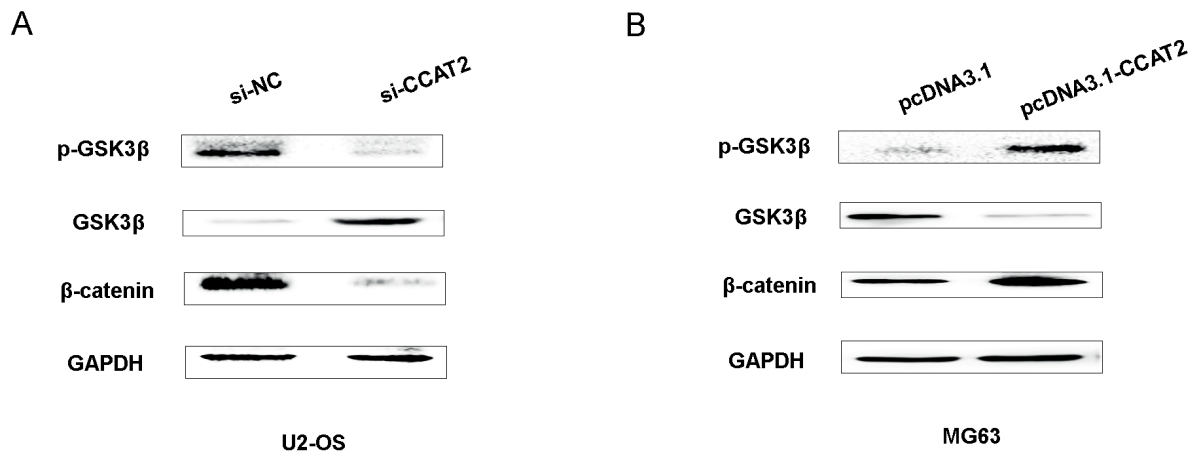 A
si-NC
si-CCAT2
p-GSK3β
GSK3β
β-catenin
GAPDH
U2-OS
B
pcDNA3.1
pcDNA3.1-CCAT2
p-GSK3β
GSK3β
β-catenin
GAPDH
MG63